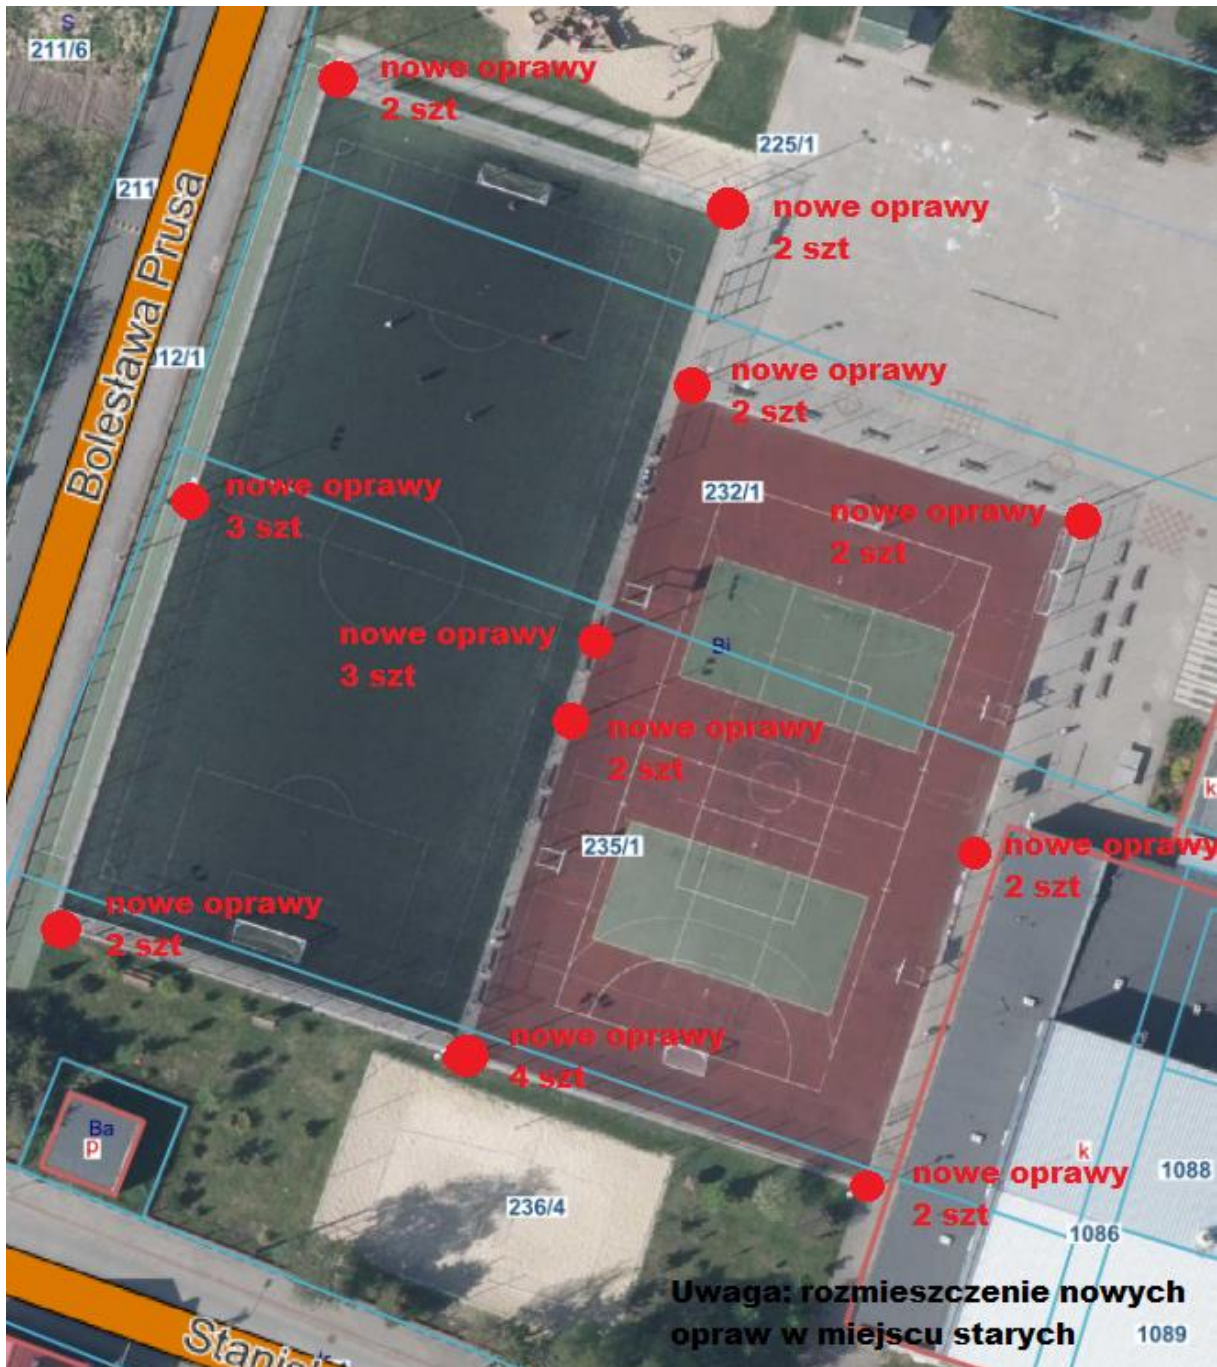 S
211/6
nowe oprawy
2 szt
225/1
211
nowe oprawy
2 szt
Bolesława Prusa
012/1
nowe oprawy
2 szt
nowe oprawy
3 szt
232/1
nowe oprawy
2 szt
nowe oprawy
3 szt
Bi
nowe oprawy
2 szt
k
235/1
nowe oprawy
2 szt
nowe oprawy
2 szt
nowe oprawy
4 szt
Ba
p
k
1088
nowe oprawy
2 szt
236/4
1086
Uwaga: rozmieszczenie nowych
opraw w miejscu starych
1089